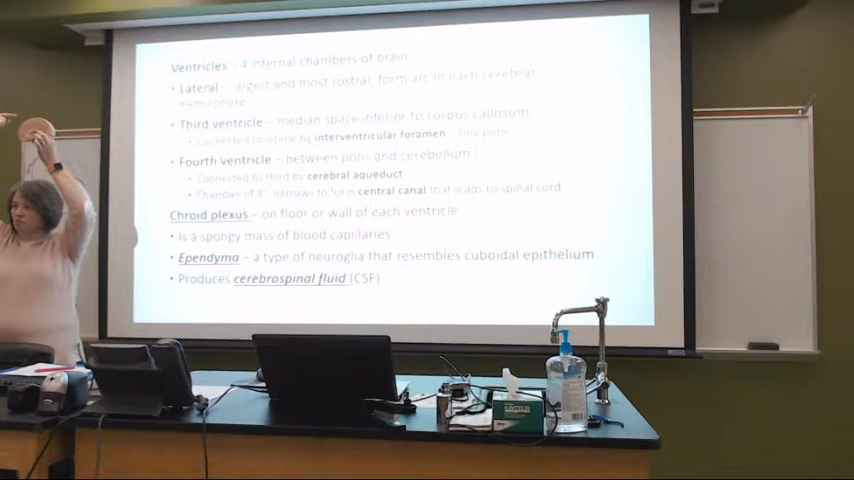 Ventricles – 4 internal chambers of brain
• Lateral – largest and most rostral; form arc in each cerebral
hemisphere
• Third ventricle – median space inferior to corpus callosum
• Connected to lateral by interventricular foramen – tiny pore
• Fourth ventricle - between pons and cerebellum
• Connected to third by cerebral aqueduct
• Chamber of 4th narrows to form central canal that leads to spinal cord
Chroid plexus – on floor or wall of each ventricle
• Is a spongy mass of blood capillaries
• Ependyma – a type of neuroglia that resembles cuboidal epithelium
• Produces cerebrospinal fluid (CSF)
KIMTECH